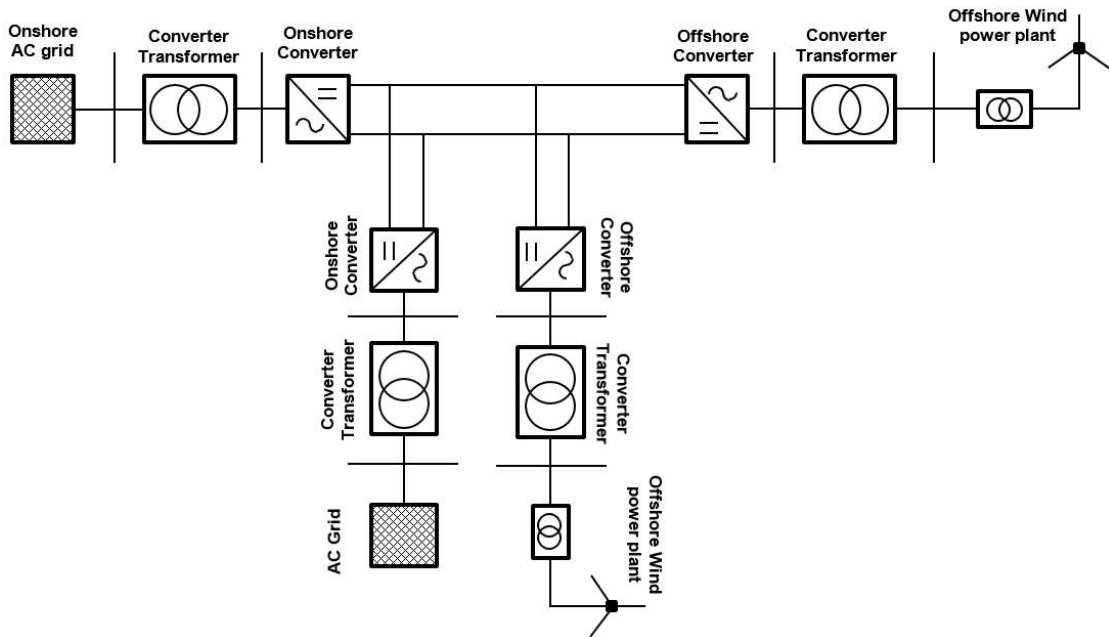 Onshore
AC grid
Converter
Transformer
Onshore
Converter
Offshore
Converter
Converter
Transformer
Offshore Wind
power plant
Onshore
Converter
Offshore
Converter
Converter
Transformer
Converter
Transformer
AC Grid
Offshore Wind
power plant